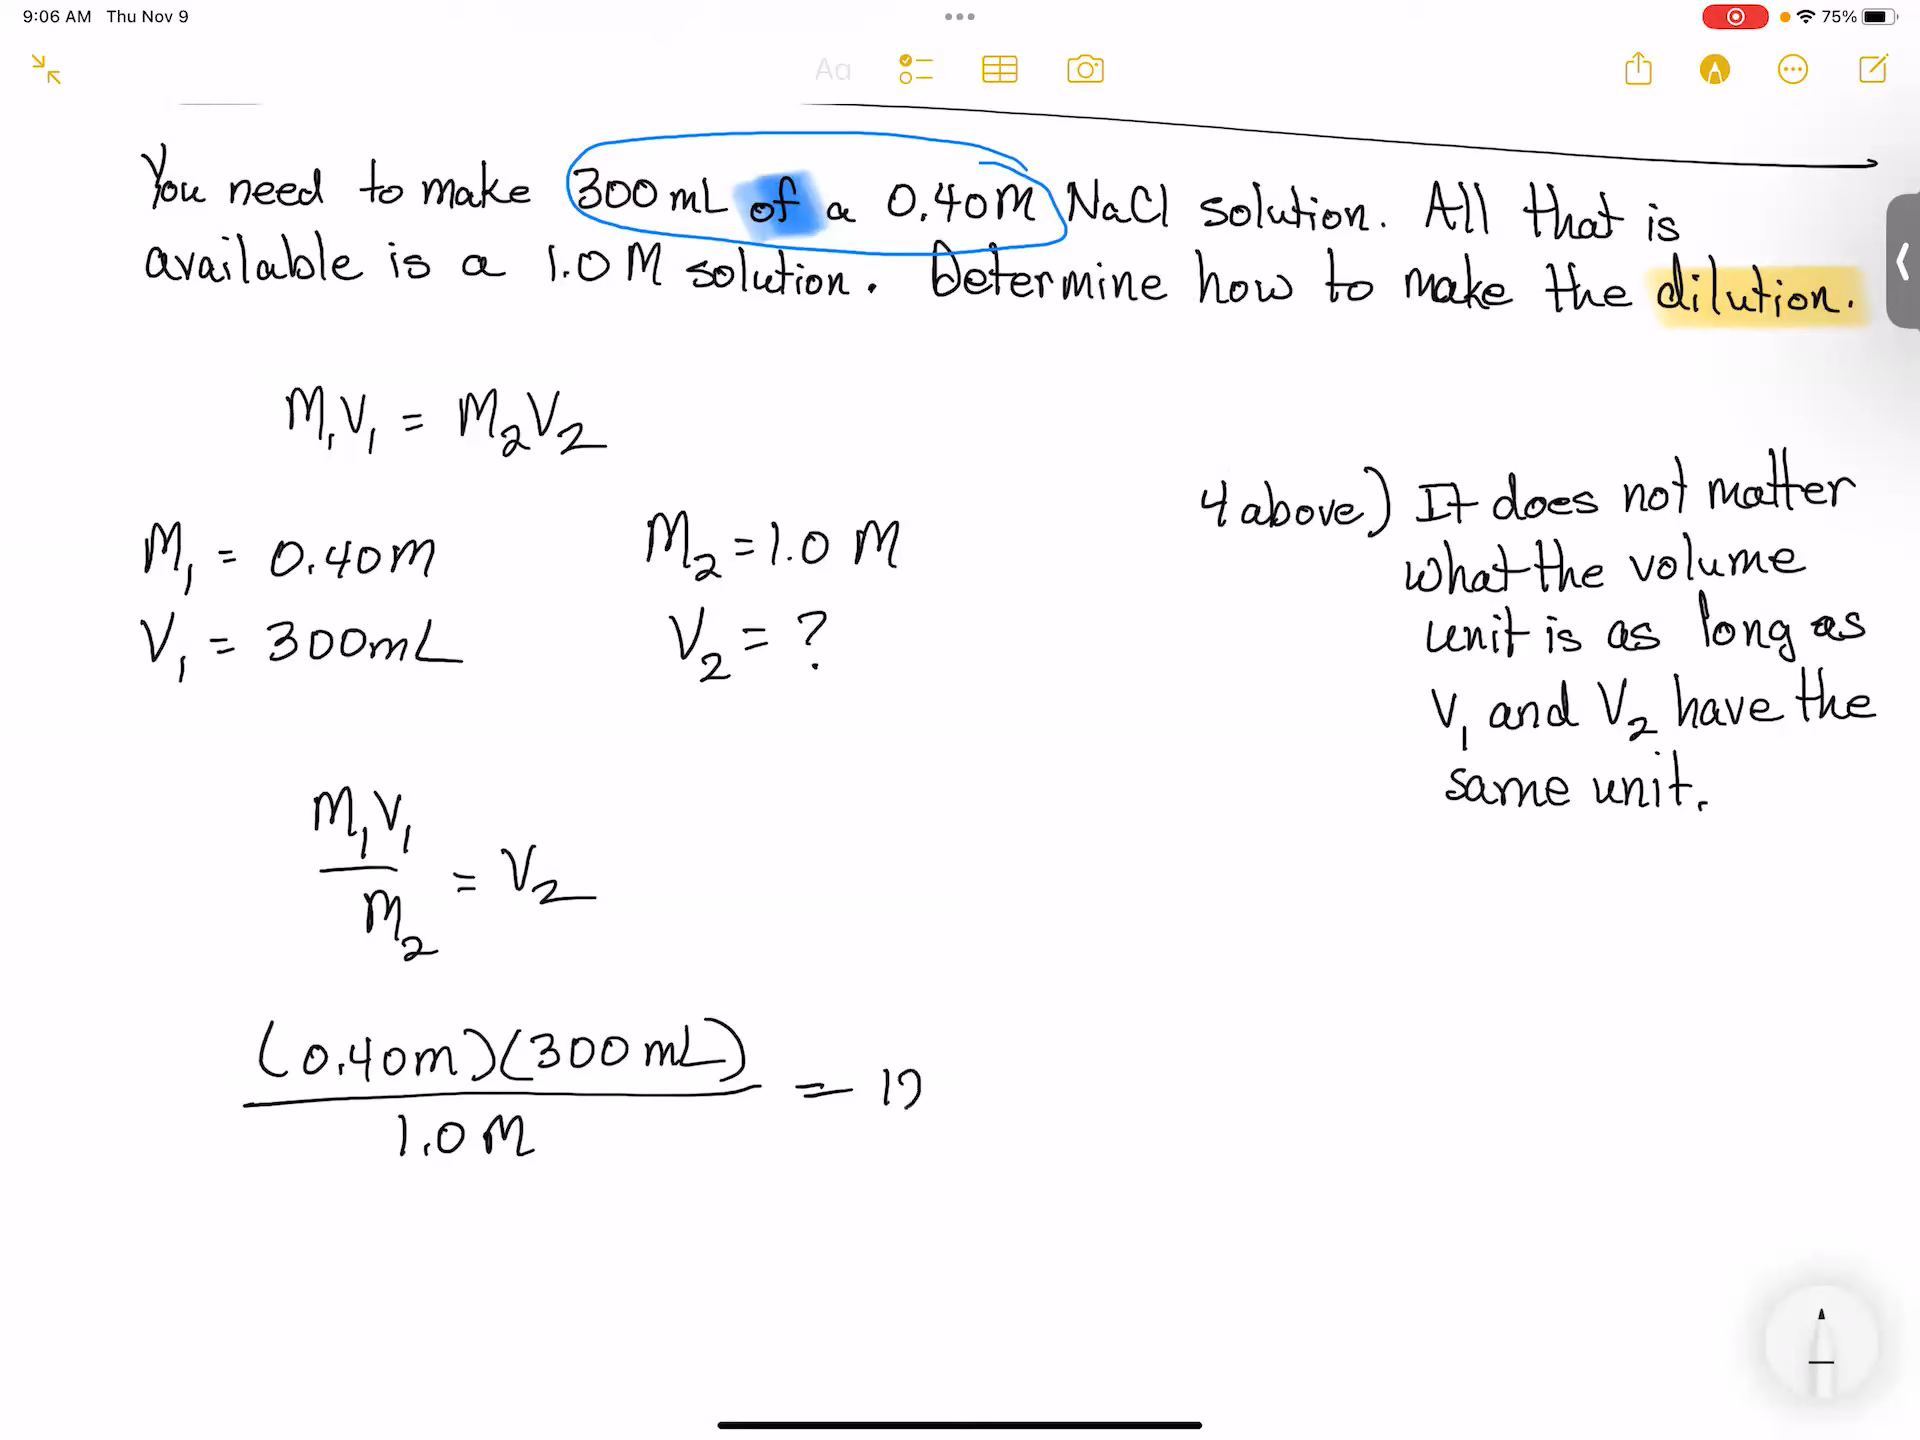 9:06 AM Thu Nov 9
75%
Aa
You need to make 300 mL of a 0.40M NaCl solution. All that is
available is a 1.0 M solution. Determine how to make the dilution.
M₁V₁ = M₂V₂
M₁ = 0.40M
M₂ = 1.0 M
V₁ = 300mL
V₂ = ?
4 above) It does not matter
what the volume
unit is as long as
V₁ and V₂ have the
same unit.
M₁V₁
M₂
= V₂
(0.40M)(300 mL)
1.0 M
=